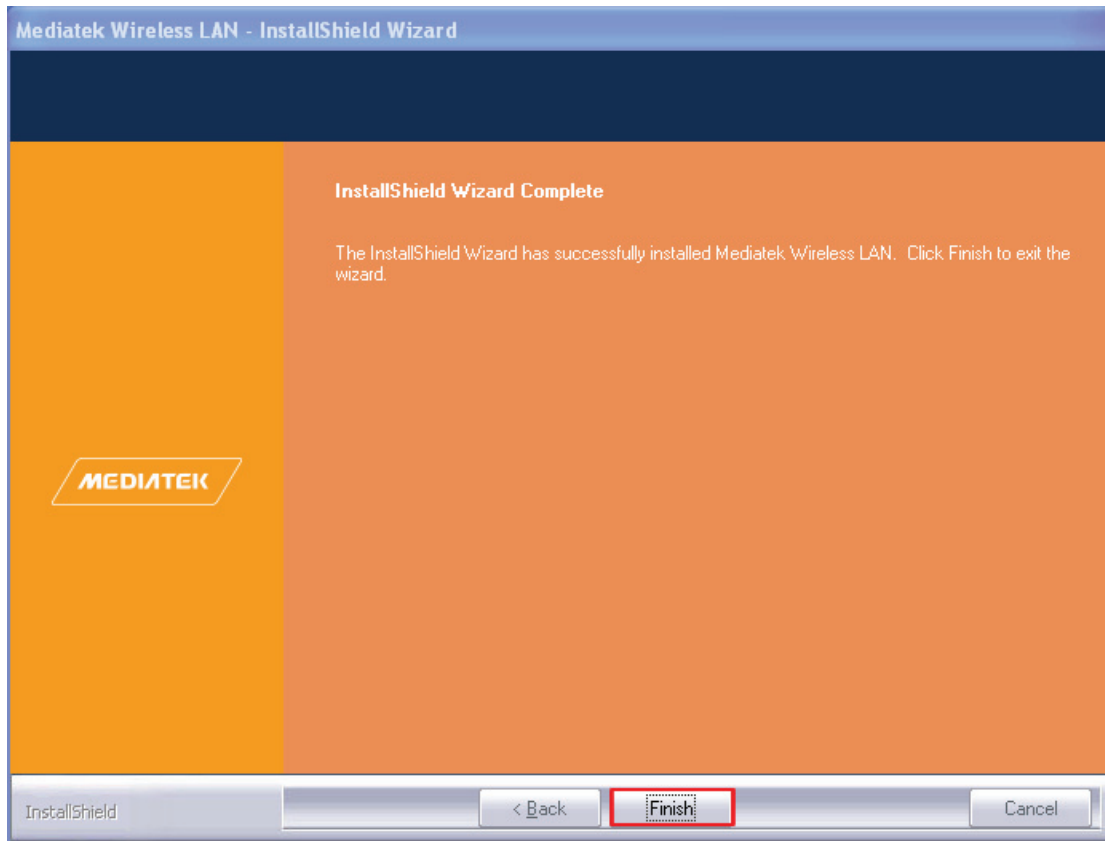 Mediatek Wireless LAN - InstallShield Wizard
InstallShield Wizard Complete
The InstallShield Wizard has successfully installed Mediatek Wireless LAN. Click Finish to exit the
wizard.
MEDIATEK
InstallShield
< Back
Finish
Cancel